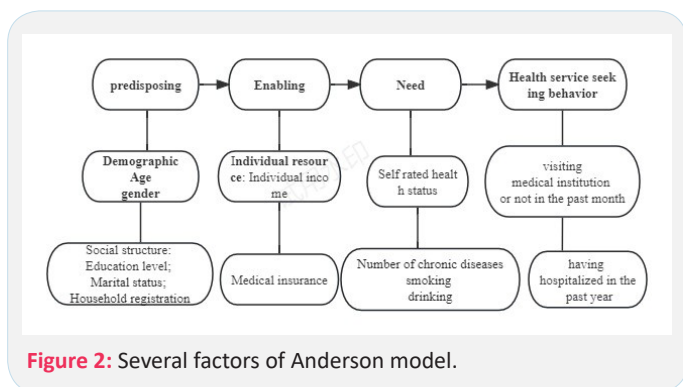 predisposing
Enabling
Need
Health service seek
ing behavior
Demographic
Age
gender
Individual resour
ce: Individual inco
me
Self rated healt
h status
visiting
medical institution
or not in the past month
Social structure:
Education level;
Marital status;
Household registration
Medical insurance
Number of chronic diseases
smoking
drinking
having
hospitalized in the
past year
Figure 2: Several factors of Anderson model.